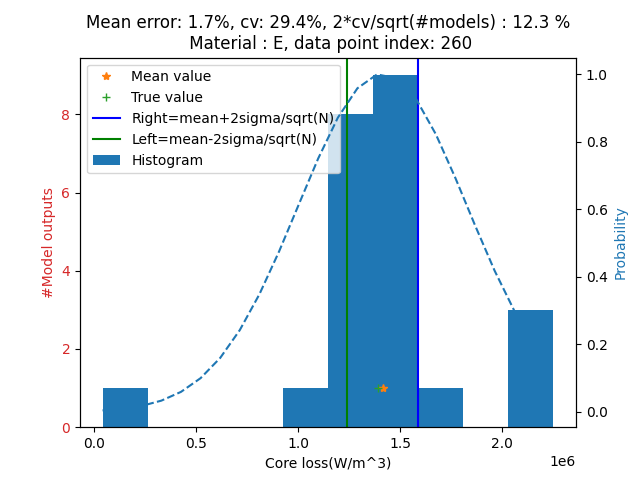 Mean error: 1.7%, cv: 29.4%, 2*cv/sqrt(#models) : 12.3 %
Material : E, data point index: 260
Mean value
True value
Right=mean+2sigma/sqrt(N)
Left=mean-2sigma/sqrt(N)
Histogram
#Model outputs
8
6
4
2
0
1.0
0.8
0.6
0.4
0.2
0.0
Probability
0.0 0.5 1.0 1.5 2.0
1e6
Core loss(W/m^3)